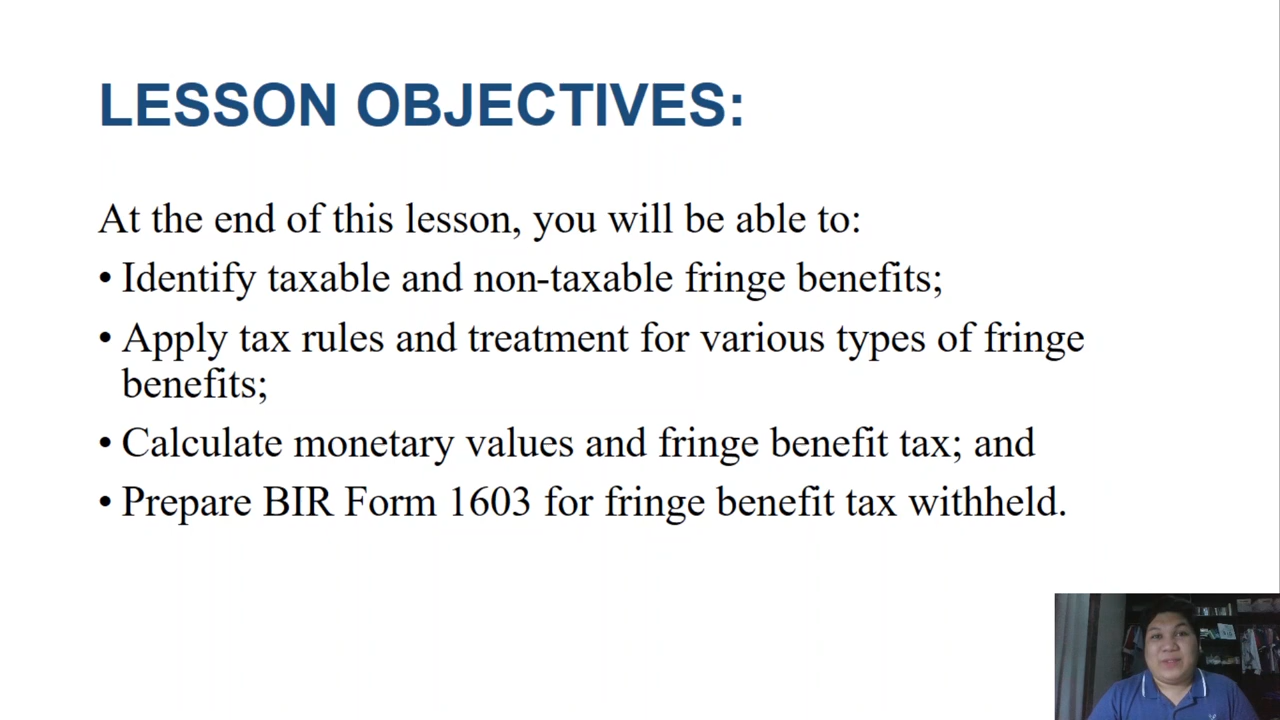 LESSON OBJECTIVES:
At the end of this lesson, you will be able to:
• Identify taxable and non-taxable fringe benefits;
• Apply tax rules and treatment for various types of fringe
benefits;
• Calculate monetary values and fringe benefit tax; and
• Prepare BIR Form 1603 for fringe benefit tax withheld.